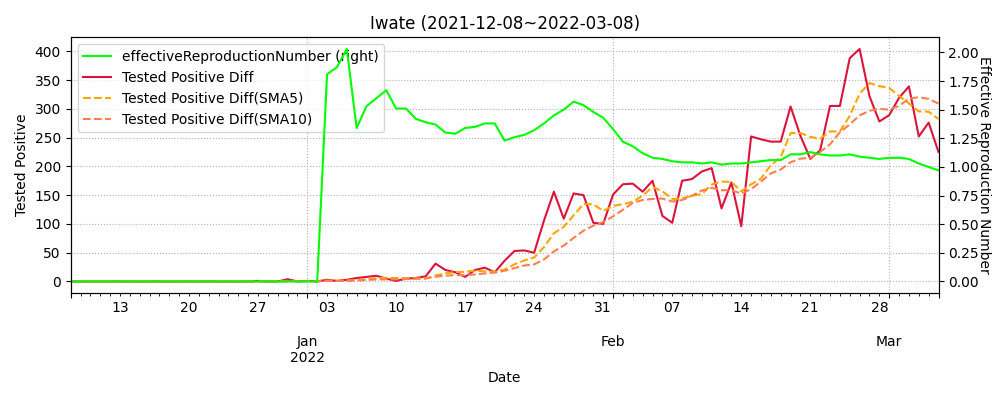 Iwate (2021-12-08~2022-03-08)
effectiveReproductionNumber (right)
Tested Positive Diff
Tested Positive Diff(SMA5)
Tested Positive Diff(SMA10)
Tested Positive
400
350
300
250
200
150
100
50
0
2.00
1.75
1.50
1.25
1.00
0.75
0.50
0.25
0.00
Effective Reproduction Number
13 20 27 03 10 17 24 31 07 14 21 28
Jan Feb Mar
2022
Date